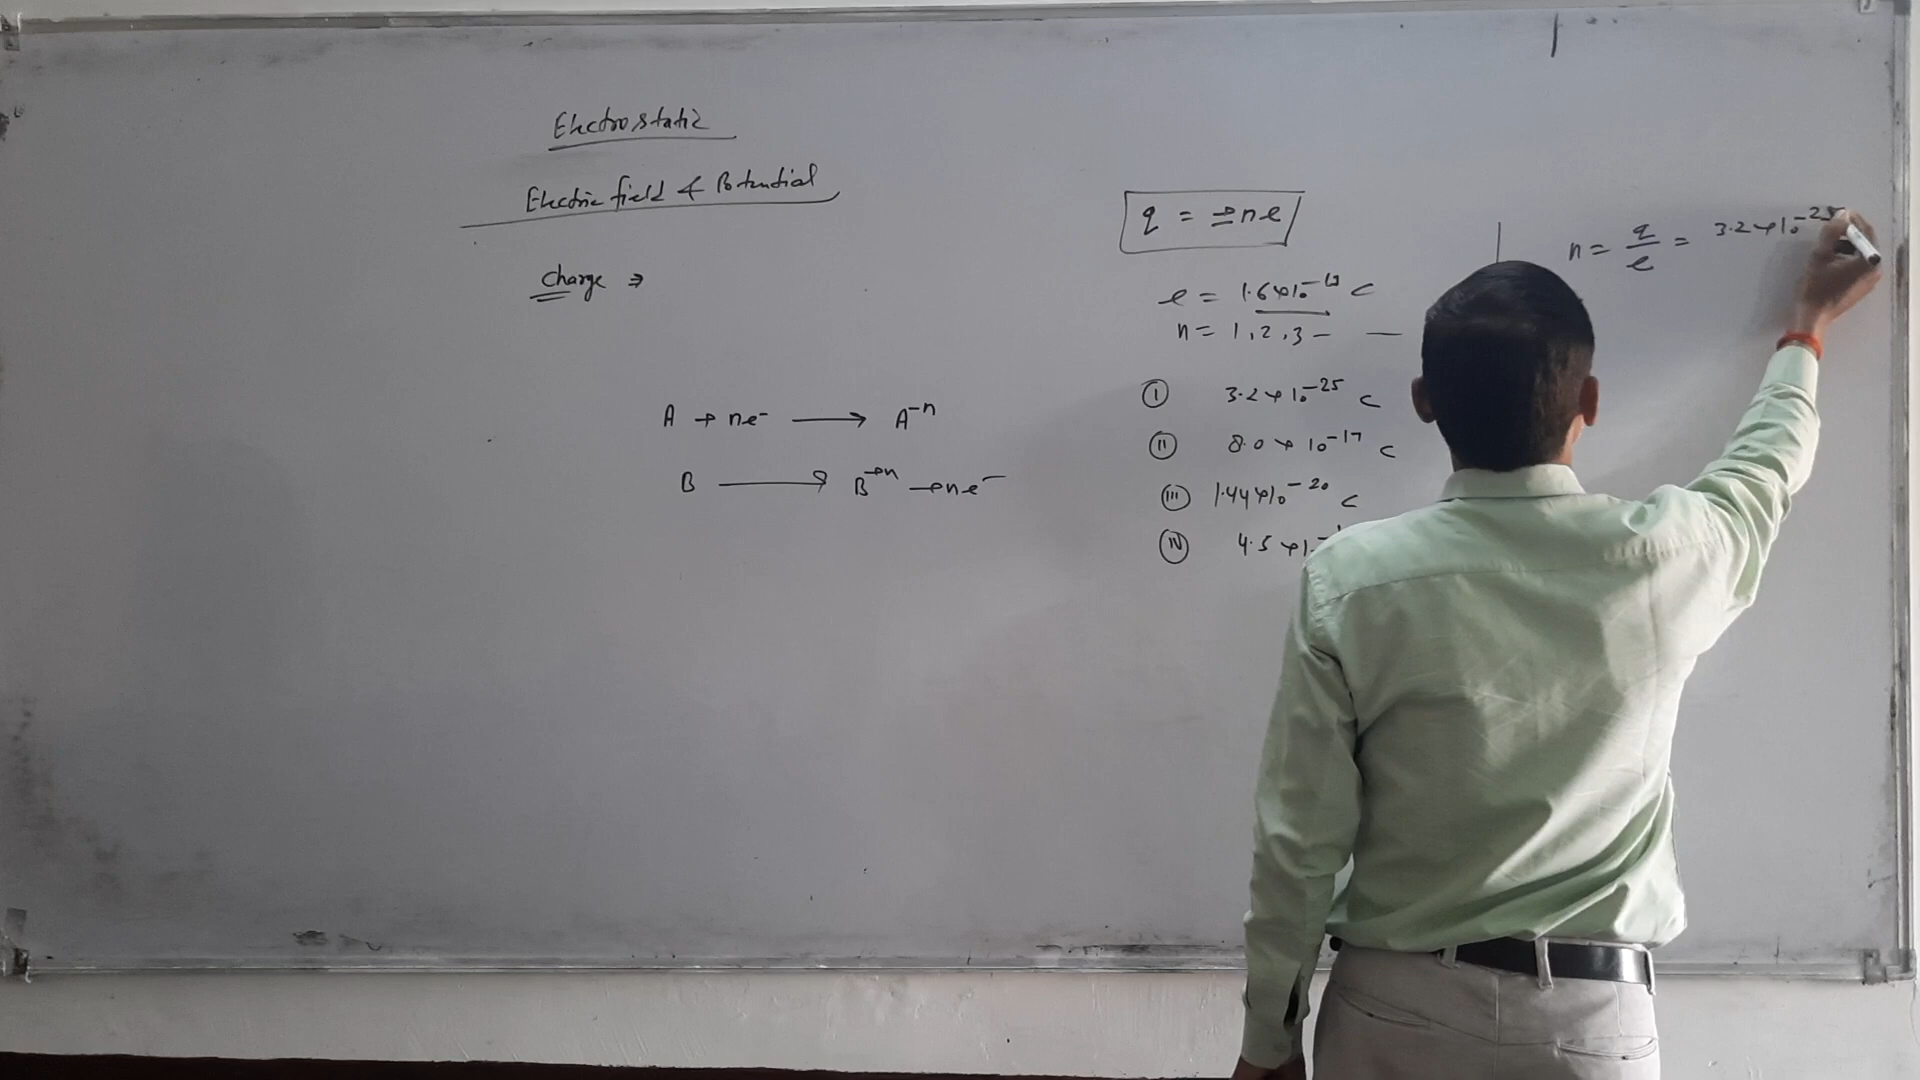 Electrostatic
Electric field & Potential
Charge ⇒
A + ne⁻ ⟶ A⁻ⁿ
B ⟶ B⁺ⁿ + ne⁻
q = ±ne
e = 1.6×10⁻¹⁹ C
n = 1, 2, 3 – —
(I) 3.2×10⁻²⁵ C
(II) 8.0×10⁻¹⁷ C
(III) 1.44×10⁻²⁰ C
(IV) 4.5×1
n = q/e = 3.2×10⁻²⁵